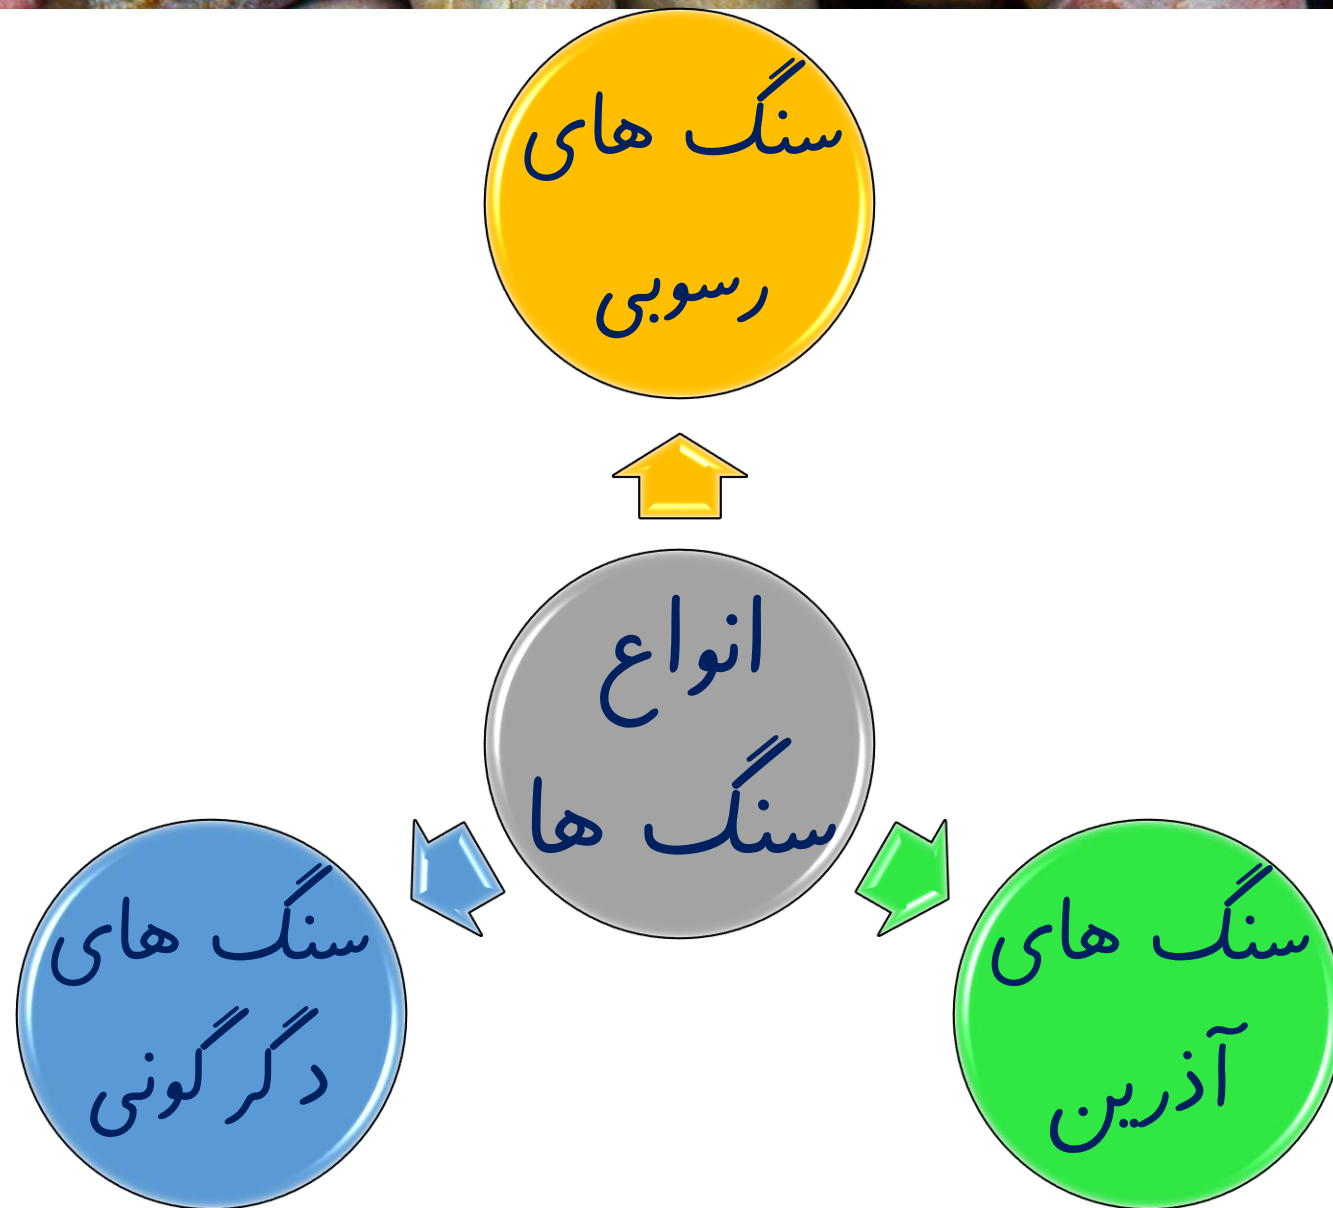 سنگ های
رسوبی
انواع
سنگ ها
سنگ های
آذرین
سنگ های
دگرگونی